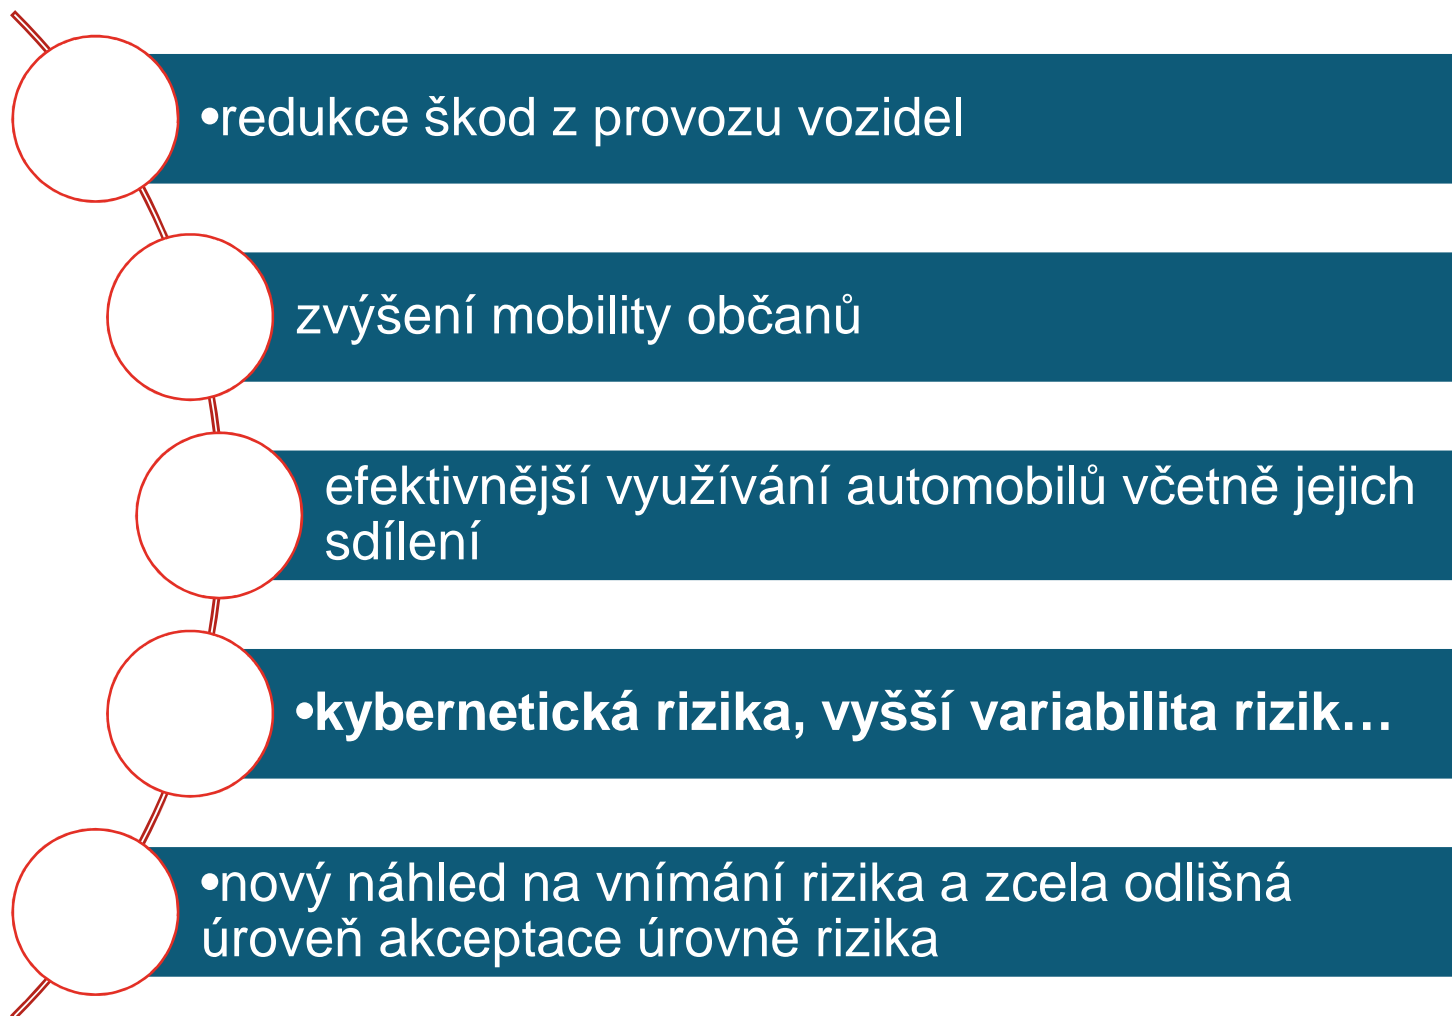 •redukce škod z provozu vozidel
zvýšení mobility občanů
efektivnější využívání automobilů včetně jejich
sdílení
•kybernetická rizika, vyšší variabilita rizik…
•nový náhled na vnímání rizika a zcela odlišná
úroveň akceptace úrovně rizika